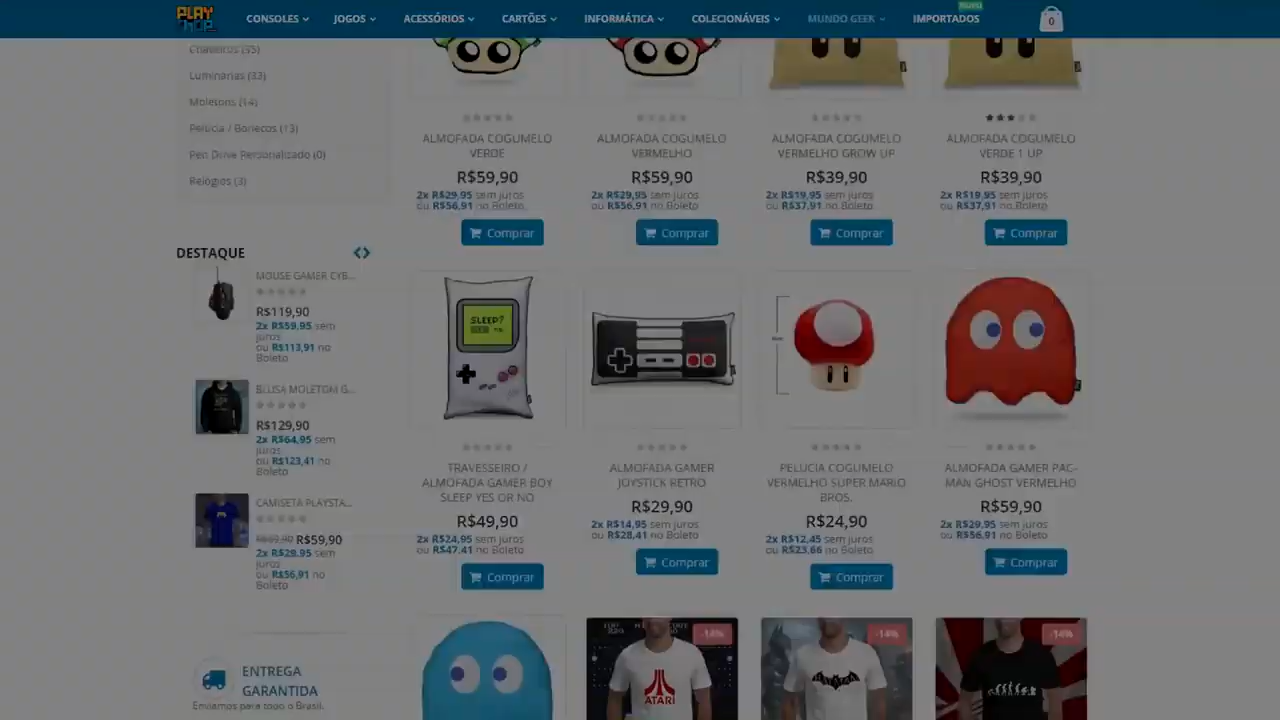 PLAY
SHOP
CONSOLES
JOGOS
ACESSÓRIOS
CARTÕES
INFORMÁTICA
COLECIONÁVEIS
MUNDO GEEK
IMPORTADOS
0
Chaveiros (55)
Luminárias (33)
Moletons (14)
Pelúcia / Bonecos (13)
Pen Drive Personalizado (0)
Relógios (3)
DESTAQUE
MOUSE GAMER CYB...
R$119,90
2x R$59,95 sem
juros
ou R$113,91 no
Boleto
BLUSA MOLETOM G...
R$129,90
2x R$64,95 sem
juros
ou R$123,41 no
Boleto
CAMISETA PLAYSTA...
R$69,90 R$59,90
2x R$29,95 sem
juros
ou R$56,91 no
Boleto
ENTREGA
GARANTIDA
Enviamos para todo o Brasil.
ALMOFADA COGUMELO
VERDE
R$59,90
2x R$29,95 sem juros
ou R$56,91 no Boleto
Comprar
ALMOFADA COGUMELO
VERMELHO
R$59,90
2x R$29,95 sem juros
ou R$56,91 no Boleto
Comprar
ALMOFADA COGUMELO
VERMELHO GROW UP
R$39,90
2x R$19,95 sem juros
ou R$37,91 no Boleto
Comprar
ALMOFADA COGUMELO
VERDE 1 UP
R$39,90
2x R$19,95 sem juros
ou R$37,91 no Boleto
Comprar
SLEEP?
TRAVESSEIRO /
ALMOFADA GAMER BOY
SLEEP YES OR NO
R$49,90
2x R$24,95 sem juros
ou R$47,41 no Boleto
Comprar
ALMOFADA GAMER
JOYSTICK RETRO
R$29,90
2x R$14,95 sem juros
ou R$28,41 no Boleto
Comprar
PELUCIA COGUMELO
VERMELHO SUPER MARIO
BROS.
R$24,90
2x R$12,45 sem juros
ou R$23,66 no Boleto
Comprar
ALMOFADA GAMER PAC-
MAN GHOST VERMELHO
R$59,90
2x R$29,95 sem juros
ou R$56,91 no Boleto
Comprar
-14%
ATARI
-14%
-14%